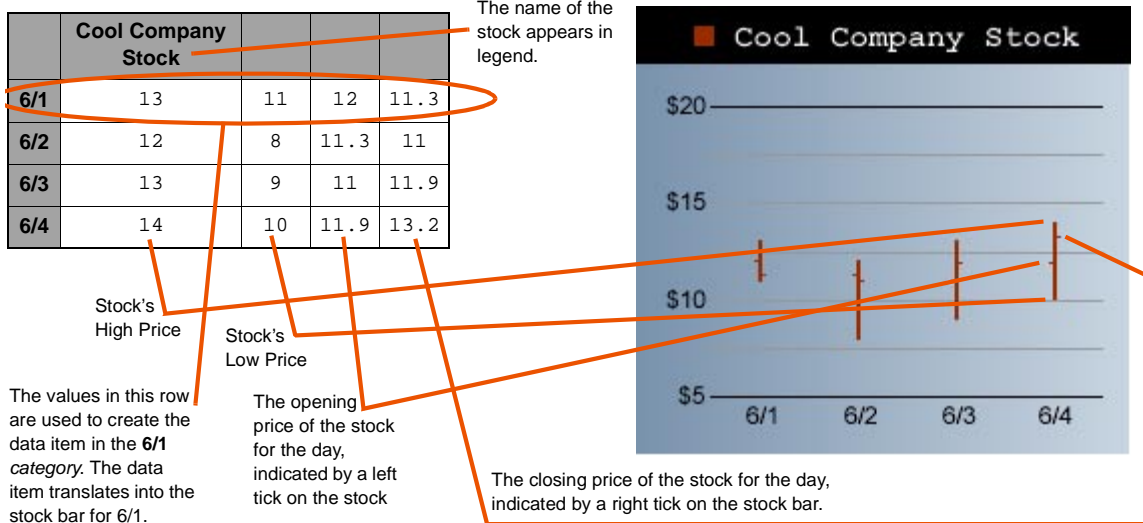 The name of the
stock appears in
legend.
Cool Company
Stock
6/1 13 11 12 11.3
6/2 12 8 11.3 11
6/3 13 9 11 11.9
6/4 14 10 11.9 13.2
Stock's
High Price
Stock's
Low Price
The values in this row
are used to create the
data item in the 6/1
category. The data
item translates into the
stock bar for 6/1.
The opening
price of the stock
for the day,
indicated by a left
tick on the stock
The closing price of the stock for the day,
indicated by a right tick on the stock bar.
Cool Company Stock
$20
$15
$10
$5
6/1 6/2 6/3 6/4